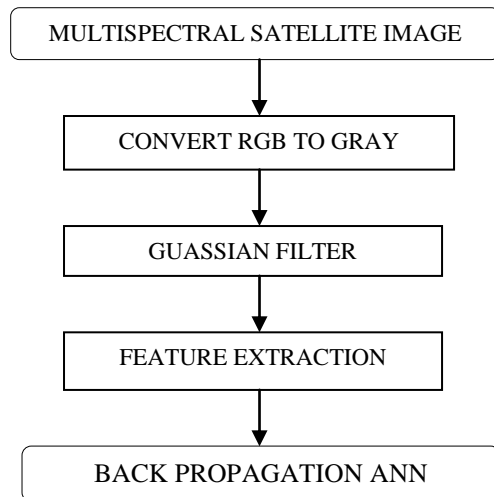 MULTISPECTRAL SATELLITE IMAGE
CONVERT RGB TO GRAY
GUASSIAN FILTER
FEATURE EXTRACTION
BACK PROPAGATION ANN